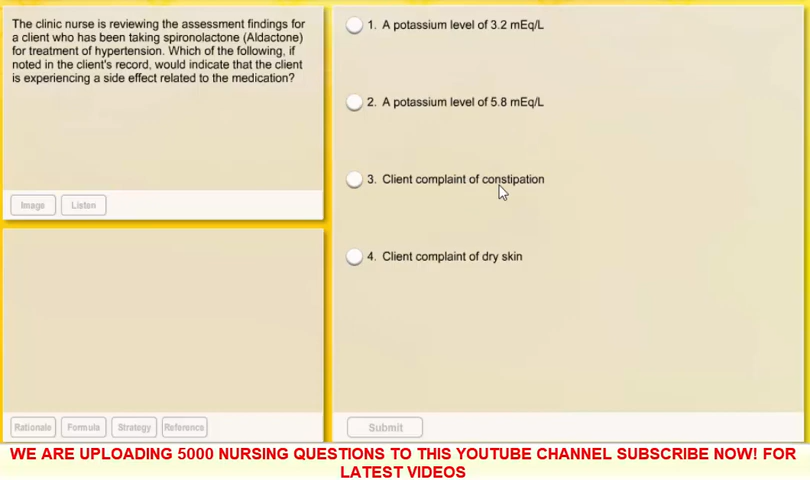 The clinic nurse is reviewing the assessment findings for
a client who has been taking spironolactone (Aldactone)
for treatment of hypertension. Which of the following, if
noted in the client's record, would indicate that the client
is experiencing a side effect related to the medication?
Image Listen
Rationale Formula Strategy Reference
1. A potassium level of 3.2 mEq/L
2. A potassium level of 5.8 mEq/L
3. Client complaint of constipation
4. Client complaint of dry skin
Submit
WE ARE UPLOADING 5000 NURSING QUESTIONS TO THIS YOUTUBE CHANNEL SUBSCRIBE NOW! FOR
LATEST VIDEOS